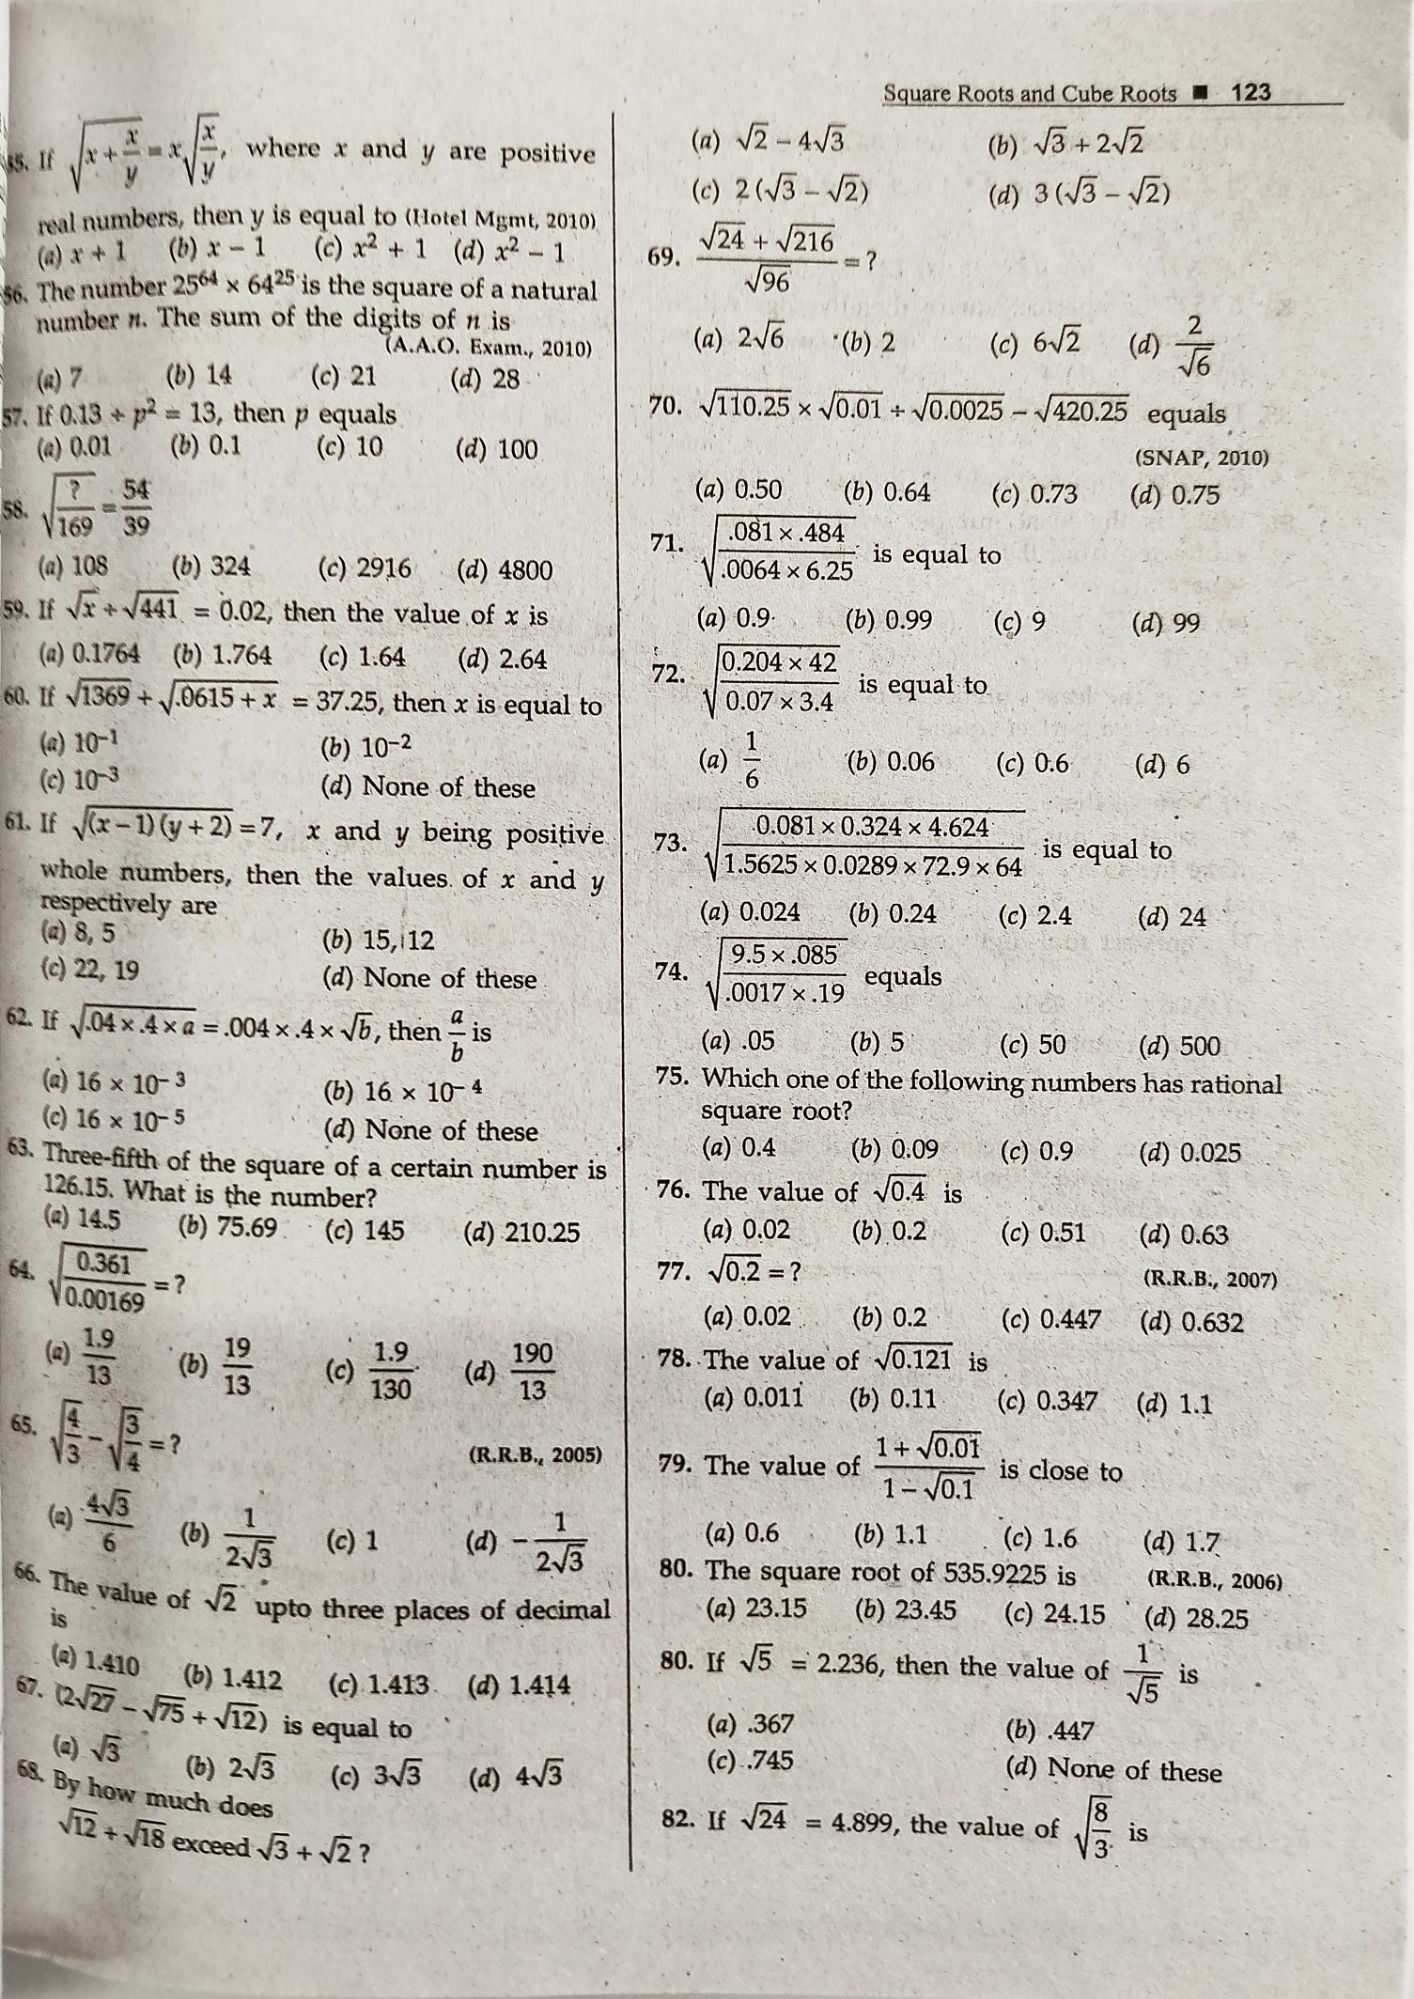 Square Roots and Cube Roots ■ 123
55. If √(x + x/y) = x√(x/y), where x and y are positive
real numbers, then y is equal to (Hotel Mgmt, 2010)
(a) x + 1 (b) x − 1 (c) x² + 1 (d) x² − 1
56. The number 25⁶⁴ × 64²⁵ is the square of a natural
number n. The sum of the digits of n is
(A.A.O. Exam., 2010)
(a) 7 (b) 14 (c) 21 (d) 28
57. If 0.13 ÷ p² = 13, then p equals
(a) 0.01 (b) 0.1 (c) 10 (d) 100
58. √(?/169) = 54/39
(a) 108 (b) 324 (c) 2916 (d) 4800
59. If √x ÷ √441 = 0.02, then the value of x is
(a) 0.1764 (b) 1.764 (c) 1.64 (d) 2.64
60. If √1369 + √(.0615 + x) = 37.25, then x is equal to
(a) 10⁻¹ (b) 10⁻²
(c) 10⁻³ (d) None of these
61. If √((x − 1)(y + 2)) = 7, x and y being positive
whole numbers, then the values of x and y
respectively are
(a) 8, 5 (b) 15, 12
(c) 22, 19 (d) None of these
62. If √(.04 × .4 × a) = .004 × .4 × √b, then a/b is
(a) 16 × 10⁻³ (b) 16 × 10⁻⁴
(c) 16 × 10⁻⁵ (d) None of these
63. Three-fifth of the square of a certain number is
126.15. What is the number?
(a) 14.5 (b) 75.69 (c) 145 (d) 210.25
64. √(0.361/0.00169) = ?
(a) 1.9/13 (b) 19/13 (c) 1.9/130 (d) 190/13
65. √(4/3) − √(3/4) = ? (R.R.B., 2005)
(a) 4√3/6 (b) 1/(2√3) (c) 1 (d) −1/(2√3)
66. The value of √2 upto three places of decimal
is
(a) 1.410 (b) 1.412 (c) 1.413 (d) 1.414
67. (2√27 − √75 + √12) is equal to
(a) √3 (b) 2√3 (c) 3√3 (d) 4√3
68. By how much does
√12 + √18 exceed √3 + √2 ?
(a) √2 − 4√3 (b) √3 + 2√2
(c) 2(√3 − √2) (d) 3(√3 − √2)
69. (√24 + √216)/√96 = ?
(a) 2√6 (b) 2 (c) 6√2 (d) 2/√6
70. √110.25 × √0.01 ÷ √0.0025 − √420.25 equals
(SNAP, 2010)
(a) 0.50 (b) 0.64 (c) 0.73 (d) 0.75
71. √((.081 × .484)/(.0064 × 6.25)) is equal to
(a) 0.9 (b) 0.99 (c) 9 (d) 99
72. √((0.204 × 42)/(0.07 × 3.4)) is equal to
(a) 1/6 (b) 0.06 (c) 0.6 (d) 6
73. √((0.081 × 0.324 × 4.624)/(1.5625 × 0.0289 × 72.9 × 64)) is equal to
(a) 0.024 (b) 0.24 (c) 2.4 (d) 24
74. √((9.5 × .085)/(.0017 × .19)) equals
(a) .05 (b) 5 (c) 50 (d) 500
75. Which one of the following numbers has rational
square root?
(a) 0.4 (b) 0.09 (c) 0.9 (d) 0.025
76. The value of √0.4 is
(a) 0.02 (b) 0.2 (c) 0.51 (d) 0.63
77. √0.2 = ? (R.R.B., 2007)
(a) 0.02 (b) 0.2 (c) 0.447 (d) 0.632
78. The value of √0.121 is
(a) 0.011 (b) 0.11 (c) 0.347 (d) 1.1
79. The value of (1 + √0.01)/(1 − √0.1) is close to
(a) 0.6 (b) 1.1 (c) 1.6 (d) 1.7
80. The square root of 535.9225 is (R.R.B., 2006)
(a) 23.15 (b) 23.45 (c) 24.15 (d) 28.25
80. If √5 = 2.236, then the value of 1/√5 is
(a) .367 (b) .447
(c) .745 (d) None of these
82. If √24 = 4.899, the value of √(8/3) is